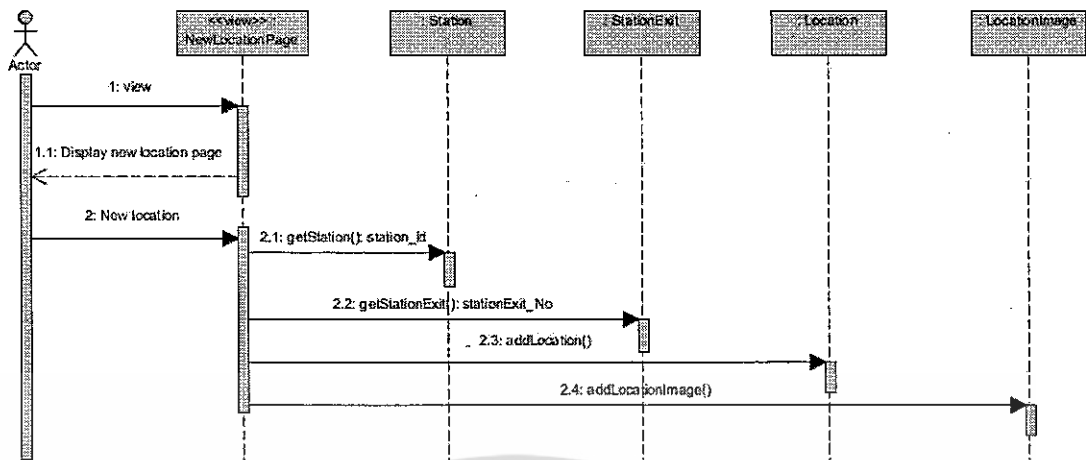 <<view>> :
NewLocationPage
: Station
: StationExit
: Location
: LocationImage
Actor
1: view
1.1: Display new location page
2: New location
2.1: getStation(): station_id
2.2: getStationExit(): stationExit_No
2.3: addLocation()
2.4: addLocationImage()